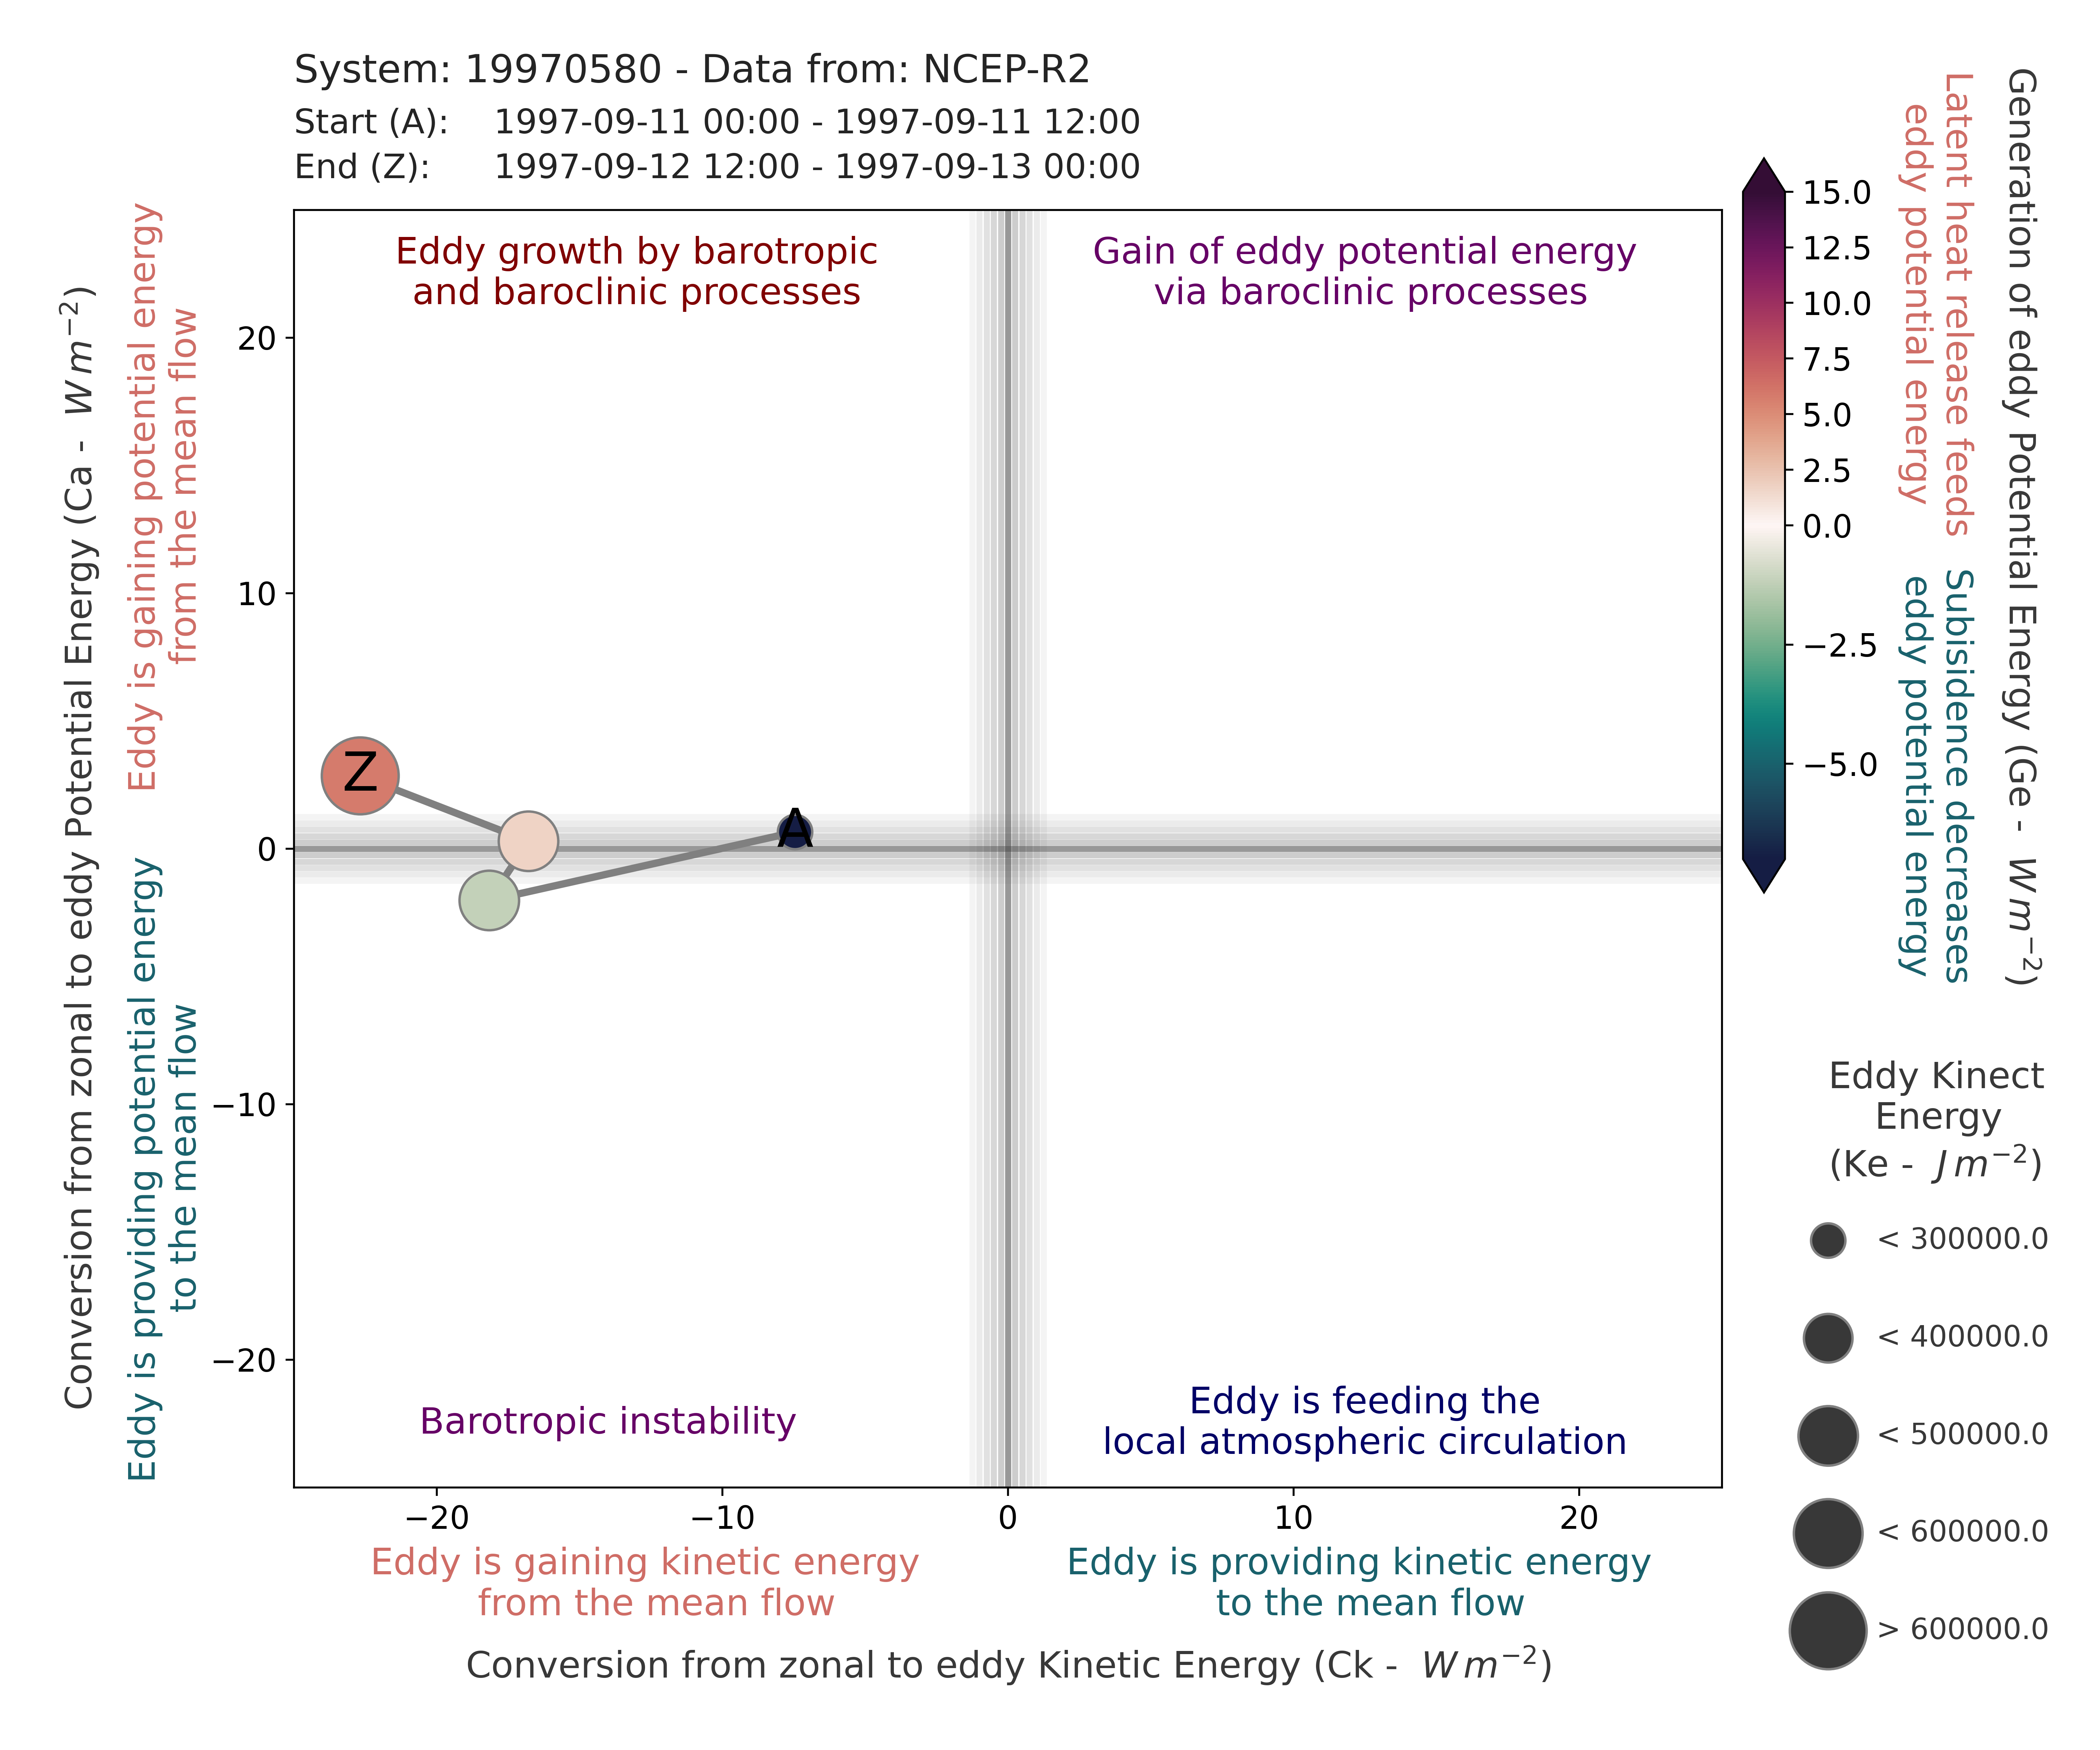 System: 19970580 - Data from: NCEP-R2
Start (A): 1997-09-11 00:00 - 1997-09-11 12:00
End (Z): 1997-09-12 12:00 - 1997-09-13 00:00
Conversion from zonal to eddy Potential Energy (Ca - W m⁻²)
Eddy is gaining potential energy
from the mean flow
Eddy is providing potential energy
to the mean flow
20
10
0
−10
−20
Eddy growth by barotropic
and baroclinic processes
Gain of eddy potential energy
via baroclinic processes
Z
A
Barotropic instability
Eddy is feeding the
local atmospheric circulation
−20
−10
0
10
20
Eddy is gaining kinetic energy
from the mean flow
Eddy is providing kinetic energy
to the mean flow
Conversion from zonal to eddy Kinetic Energy (Ck - W m⁻²)
15.0
12.5
10.0
7.5
5.0
2.5
0.0
−2.5
−5.0
Latent heat release feeds
eddy potential energy
Subisidence decreases
eddy potential energy
Generation of eddy Potential Energy (Ge - W m⁻²)
Eddy Kinect
Energy
(Ke - J m⁻²)
< 300000.0
< 400000.0
< 500000.0
< 600000.0
> 600000.0